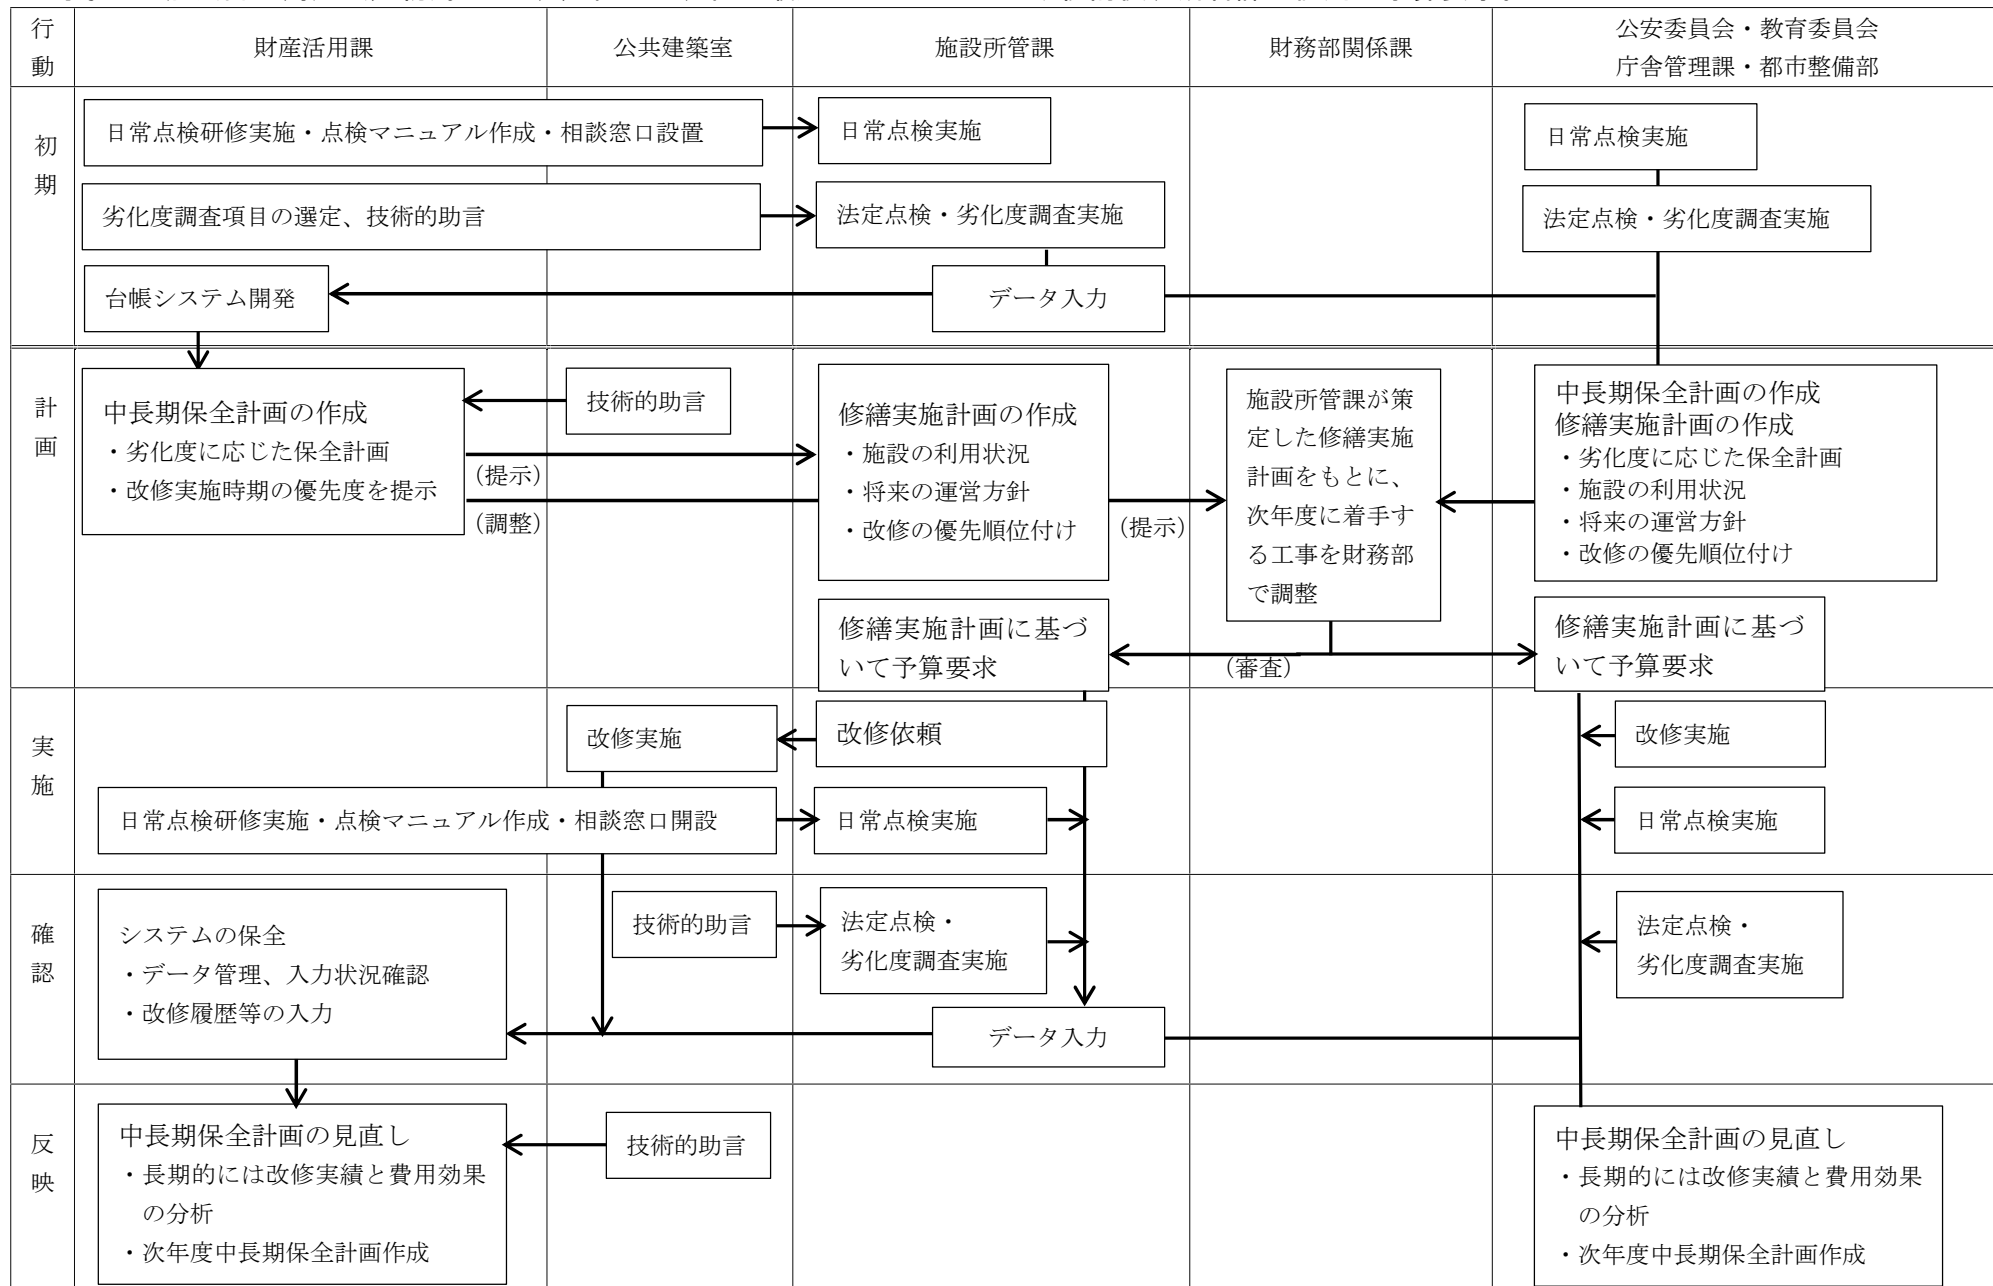 行
動
財産活用課
公共建築室
施設所管課
財務部関係課
公安委員会・教育委員会
庁舎管理課・都市整備部
初
期
日常点検研修実施・点検マニュアル作成・相談窓口設置
日常点検実施
日常点検実施
劣化度調査項目の選定、技術的助言
法定点検・劣化度調査実施
法定点検・劣化度調査実施
台帳システム開発
データ入力
計
画
中長期保全計画の作成
・劣化度に応じた保全計画
・改修実施時期の優先度を提示
技術的助言
(提示)
(調整)
修繕実施計画の作成
・施設の利用状況
・将来の運営方針
・改修の優先順位付け
(提示)
施設所管課が策
定した修繕実施
計画をもとに、
次年度に着手す
る工事を財務部
で調整
中長期保全計画の作成
修繕実施計画の作成
・劣化度に応じた保全計画
・施設の利用状況
・将来の運営方針
・改修の優先順位付け
修繕実施計画に基づ
いて予算要求
(審査)
修繕実施計画に基づ
いて予算要求
実
施
改修実施
改修依頼
改修実施
日常点検研修実施・点検マニュアル作成・相談窓口開設
日常点検実施
日常点検実施
確
認
システムの保全
・データ管理、入力状況確認
・改修履歴等の入力
技術的助言
法定点検・
劣化度調査実施
法定点検・
劣化度調査実施
データ入力
反
映
中長期保全計画の見直し
・長期的には改修実績と費用効果
の分析
・次年度中長期保全計画作成
技術的助言
中長期保全計画の見直し
・長期的には改修実績と費用効果
の分析
・次年度中長期保全計画作成